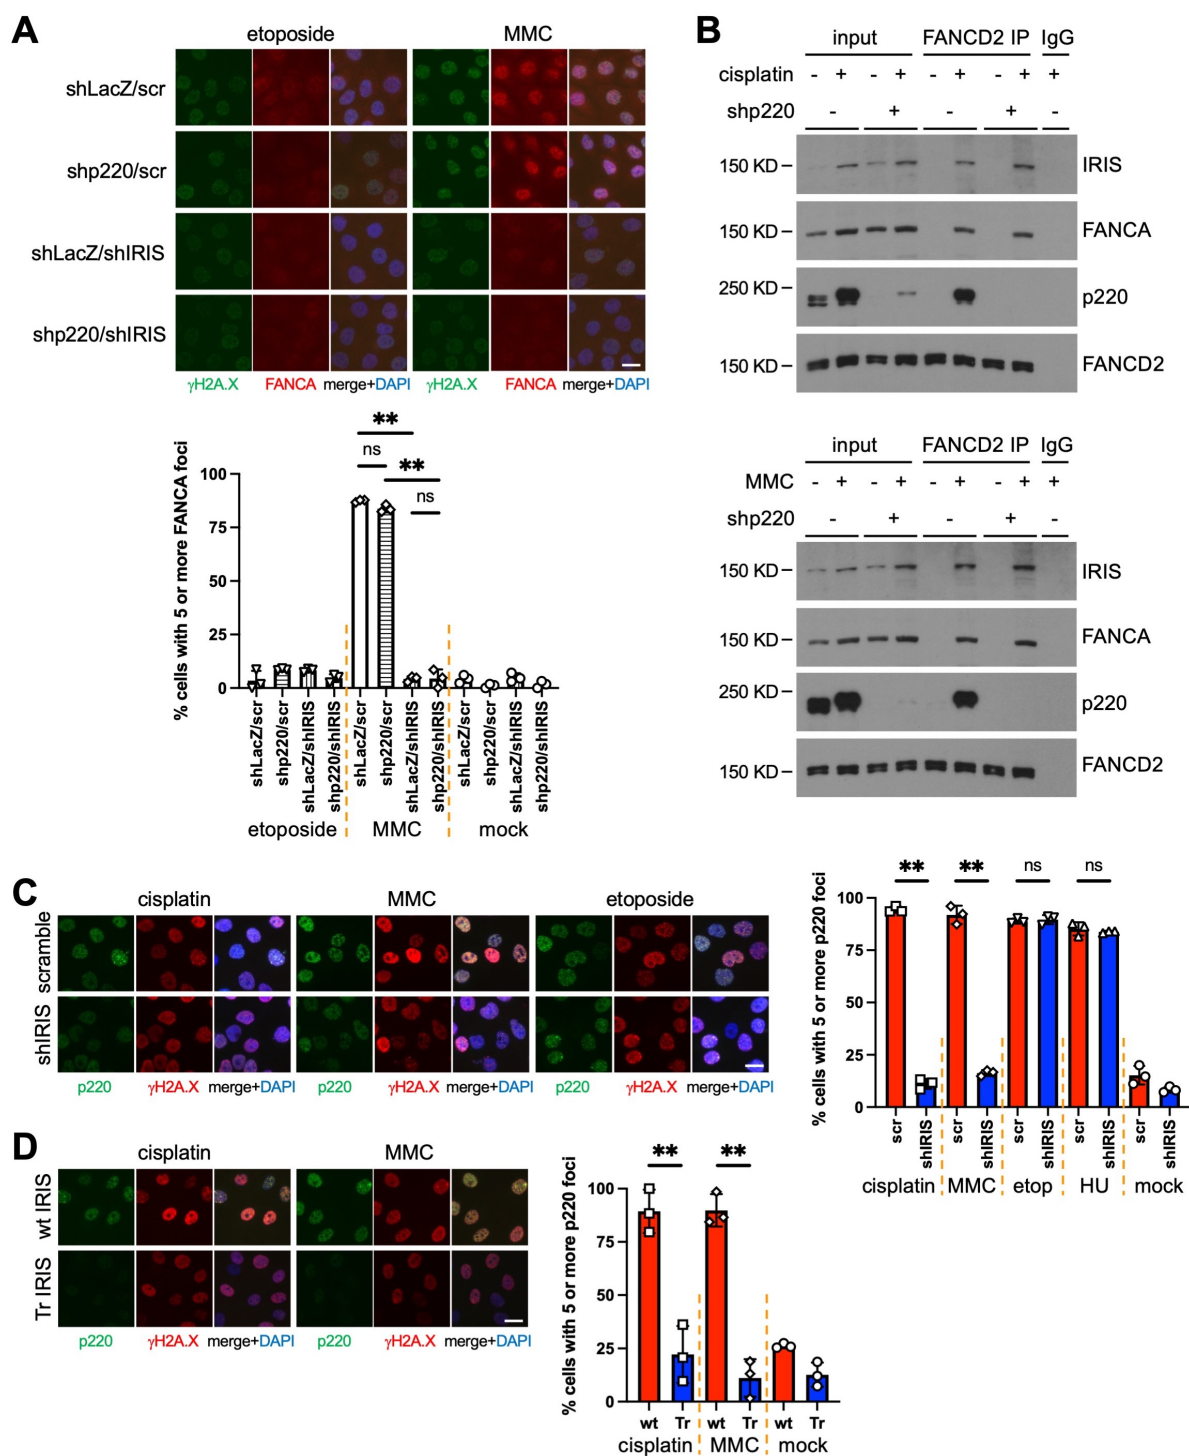 A
etoposide MMC
shLacZ/scr
shp220/scr
shLacZ/shIRIS
shp220/shIRIS
γH2A.X FANCA merge+DAPI γH2A.X FANCA merge+DAPI
% cells with 5 or more FANCA foci
**
ns
**
ns
100
75
50
25
0
shLacZ/scr shp220/scr shLacZ/shIRIS shp220/shIRIS shLacZ/scr shp220/scr shLacZ/shIRIS shp220/shIRIS shLacZ/scr shp220/scr shLacZ/shIRIS shp220/shIRIS
etoposide MMC mock
B
input FANCD2 IP IgG
cisplatin - + - + - + - + +
shp220 - + - + -
150 KD IRIS
150 KD FANCA
250 KD p220
150 KD FANCD2
input FANCD2 IP IgG
MMC - + - + - + - + +
shp220 - + - + -
150 KD IRIS
150 KD FANCA
250 KD p220
150 KD FANCD2
C
cisplatin MMC etoposide
scramble
shIRIS
p220 γH2A.X merge+DAPI p220 γH2A.X merge+DAPI p220 γH2A.X merge+DAPI
% cells with 5 or more p220 foci
** ** ns ns
100
75
50
25
0
scr shIRIS scr shIRIS scr shIRIS scr shIRIS scr shIRIS
cisplatin MMC etop HU mock
D
cisplatin MMC
wt IRIS
Tr IRIS
p220 γH2A.X merge+DAPI p220 γH2A.X merge+DAPI
% cells with 5 or more p220 foci
** **
100
75
50
25
0
wt Tr wt Tr wt Tr
cisplatin MMC mock